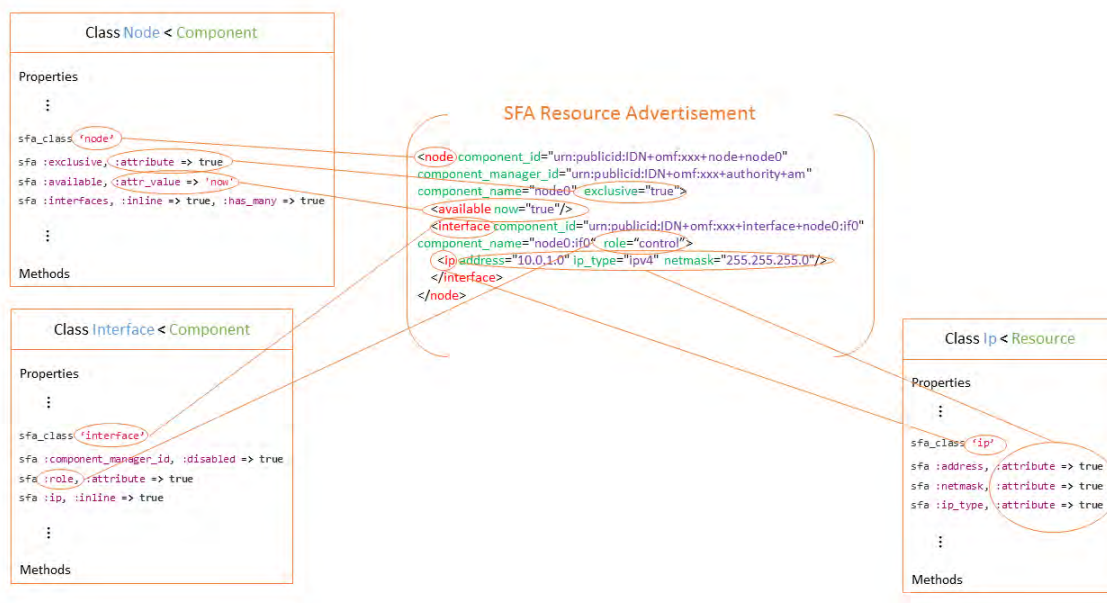 Class Node < Component
Properties
⋮
sfa_class ‘node’
sfa :exclusive, :attribute => true
sfa :available, :attr_value => 'now'
sfa :interfaces, :inline => true, :has_many => true
⋮
Methods
SFA Resource Advertisement
<node component_id="urn:publicid:IDN+omf:xxx+node+node0"
component_manager_id="urn:publicid:IDN+omf:xxx+authority+am"
component_name="node0" exclusive="true">
<available now="true"/>
<interface component_id="urn:publicid:IDN+omf:xxx+interface+node0:if0"
component_name="node0:if0" role="control">
<ip address="10.0.1.0" ip_type="ipv4" netmask="255.255.255.0"/>
</interface>
</node>
Class Interface < Component
Properties
⋮
sfa_class ‘interface’
sfa :component_manager_id, :disabled => true
sfa :role, :attribute => true
sfa :ip, :inline => true
⋮
Methods
Class Ip < Resource
Properties
⋮
sfa_class ‘ip’
sfa :address, :attribute => true
sfa :netmask, :attribute => true
sfa :ip_type, :attribute => true
⋮
Methods